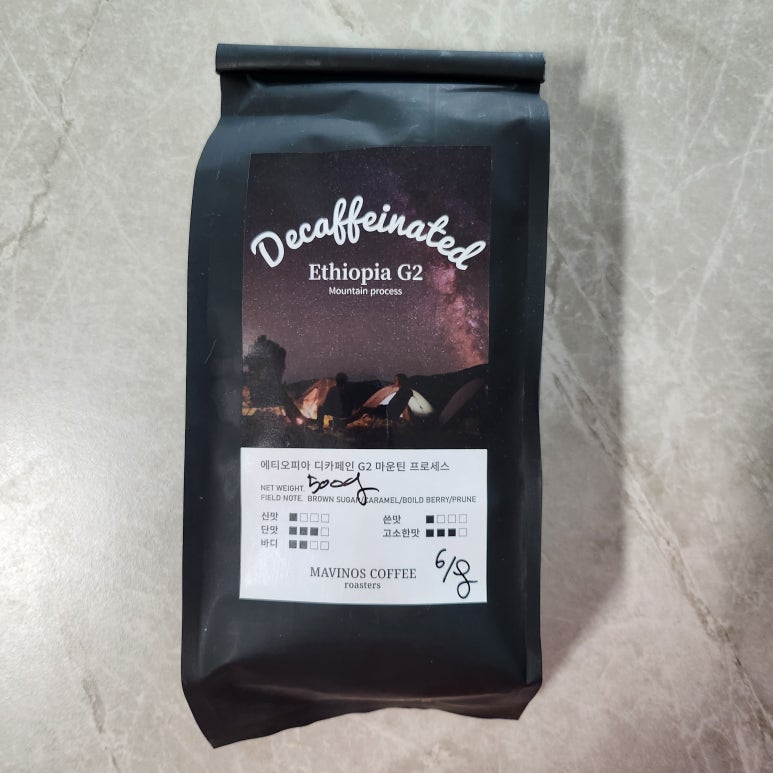 Decaffeinated
Ethiopia G2
Mountain process
에티오피아 디카페인 G2 마운틴 프로세스
NET WEIGHT. 500g
FIELD NOTE. BROWN SUGAR/CARAMEL/BOILD BERRY/PRUNE
신맛 쓴맛
단맛 고소한맛
바디
MAVINOS COFFEE
roasters